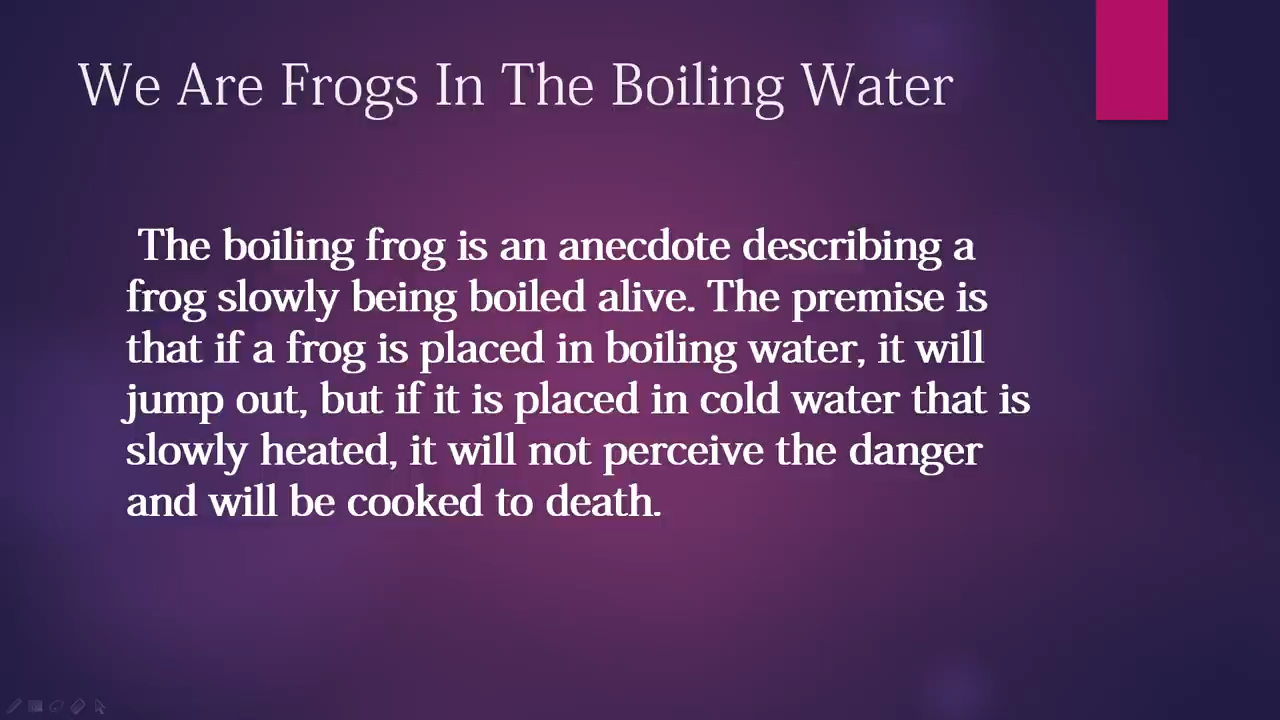 We Are Frogs In The Boiling Water
The boiling frog is an anecdote describing a
frog slowly being boiled alive. The premise is
that if a frog is placed in boiling water, it will
jump out, but if it is placed in cold water that is
slowly heated, it will not perceive the danger
and will be cooked to death.